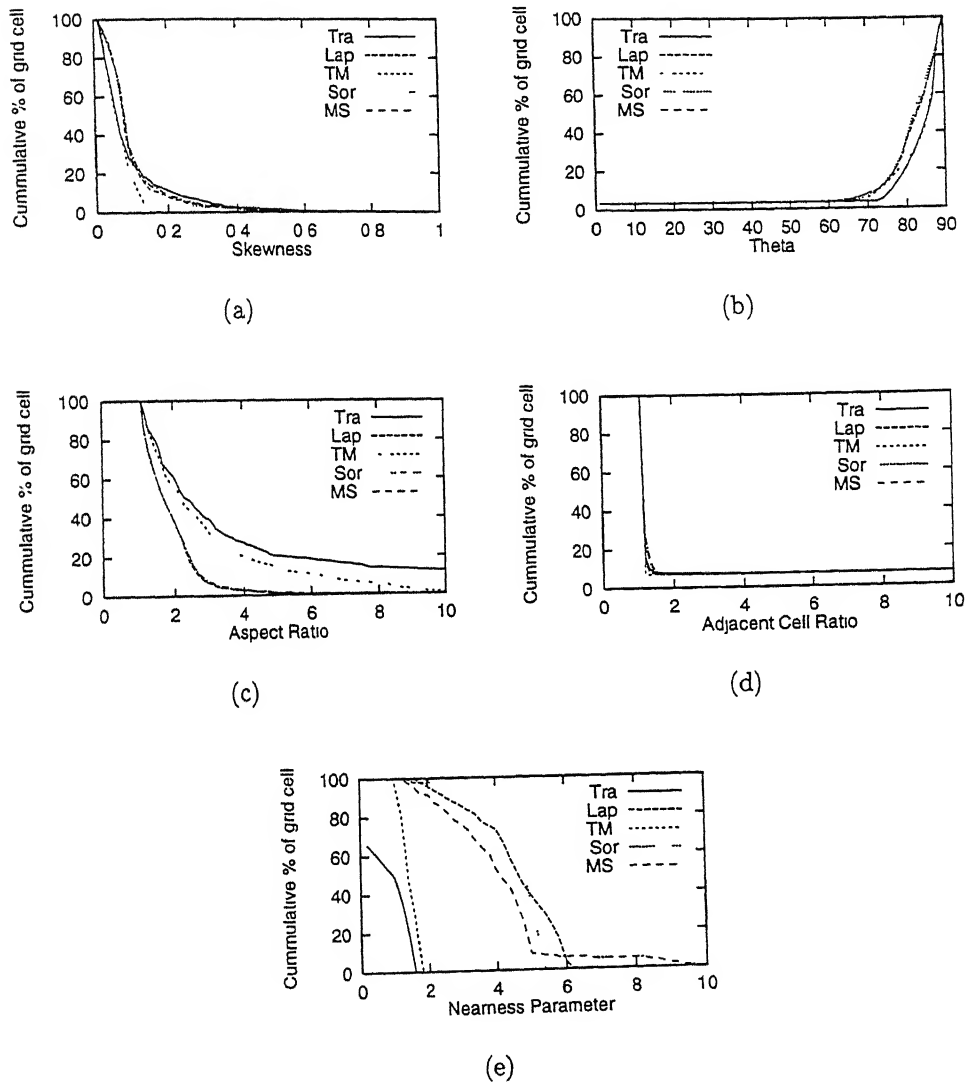 Cummulative % of grid cell
100
80
60
40
20
0
Tra
Lap
TM
Sor
MS
0 0 2 0 4 0 6 0 8 1
Skewness
(a)
Cummulative % of grid cell
100
80
60
40
20
0
Tra
Lap
TM
Sor
MS
0 10 20 30 40 50 60 70 80 90
Theta
(b)
Cummulative % of grid cell
100
80
60
40
20
0
Tra
Lap
TM
Sor
MS
0 2 4 6 8 10
Aspect Ratio
(c)
Cummulative % of grid cell
100
80
60
40
20
0
Tra
Lap
TM
Sor
MS
0 2 4 6 8 10
Adjacent Cell Ratio
(d)
Cummulative % of grid cell
100
80
60
40
20
0
Tra
Lap
TM
Sor
MS
0 2 4 6 8 10
Nearness Parameter
(e)